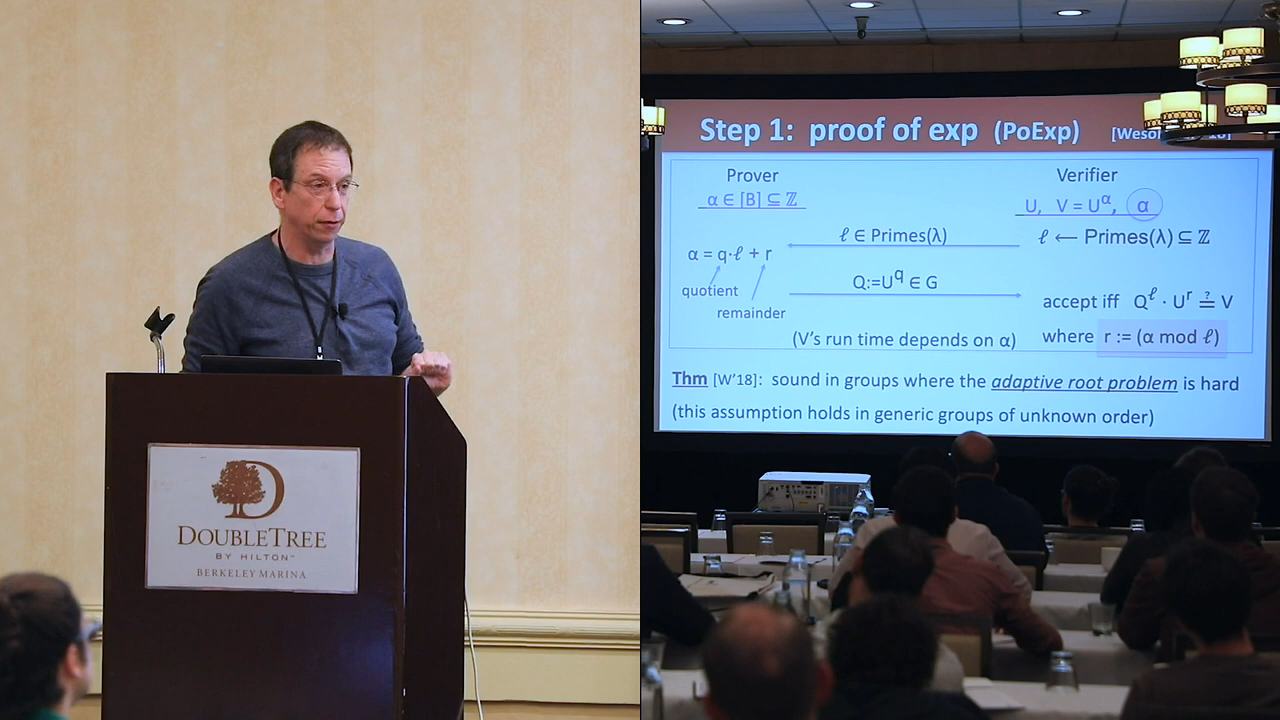 DOUBLETREE
BY HILTON™
BERKELEY MARINA
Step 1: proof of exp (PoExp)
Prover
Verifier
α ∈ [B] ⊆ ℤ
U, V = U^α, α
ℓ ∈ Primes(λ)
ℓ ⟵ Primes(λ) ⊆ ℤ
α = q·ℓ + r
quotient
remainder
Q:=U^q ∈ G
accept iff Q^ℓ · U^r ≟ V
where r := (α mod ℓ)
(V's run time depends on α)
Thm [W'18]: sound in groups where the adaptive root problem is hard
(this assumption holds in generic groups of unknown order)